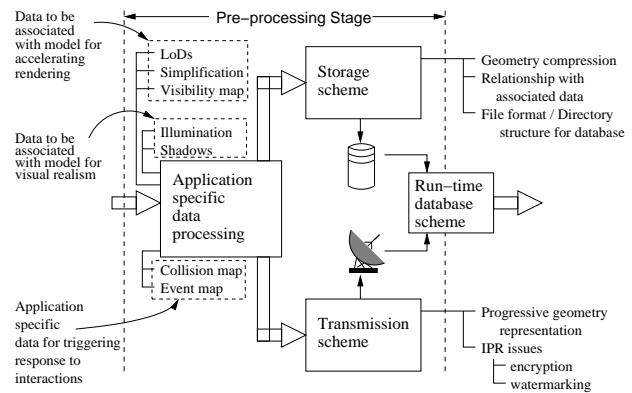 Pre-processing Stage
Data to be
associated
with model for
accelerating
rendering
LoDs
Simplification
Visibility map
Data to be
associated
with model for
visual realism
Illumination
Shadows
Application
specific
data
processing
Collision map
Event map
Application
specific
data for triggering
response to
interactions
Storage
scheme
Geometry compression
Relationship with
associated data
File format / Directory
structure for database
Run-time
database
scheme
Transmission
scheme
Progressive geometry
representation
IPR issues
encryption
watermarking